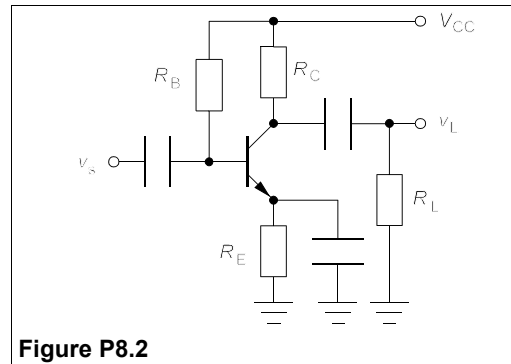 V_CC
R_B
R_C
v_s
v_L
R_L
R_E
Figure P8.2